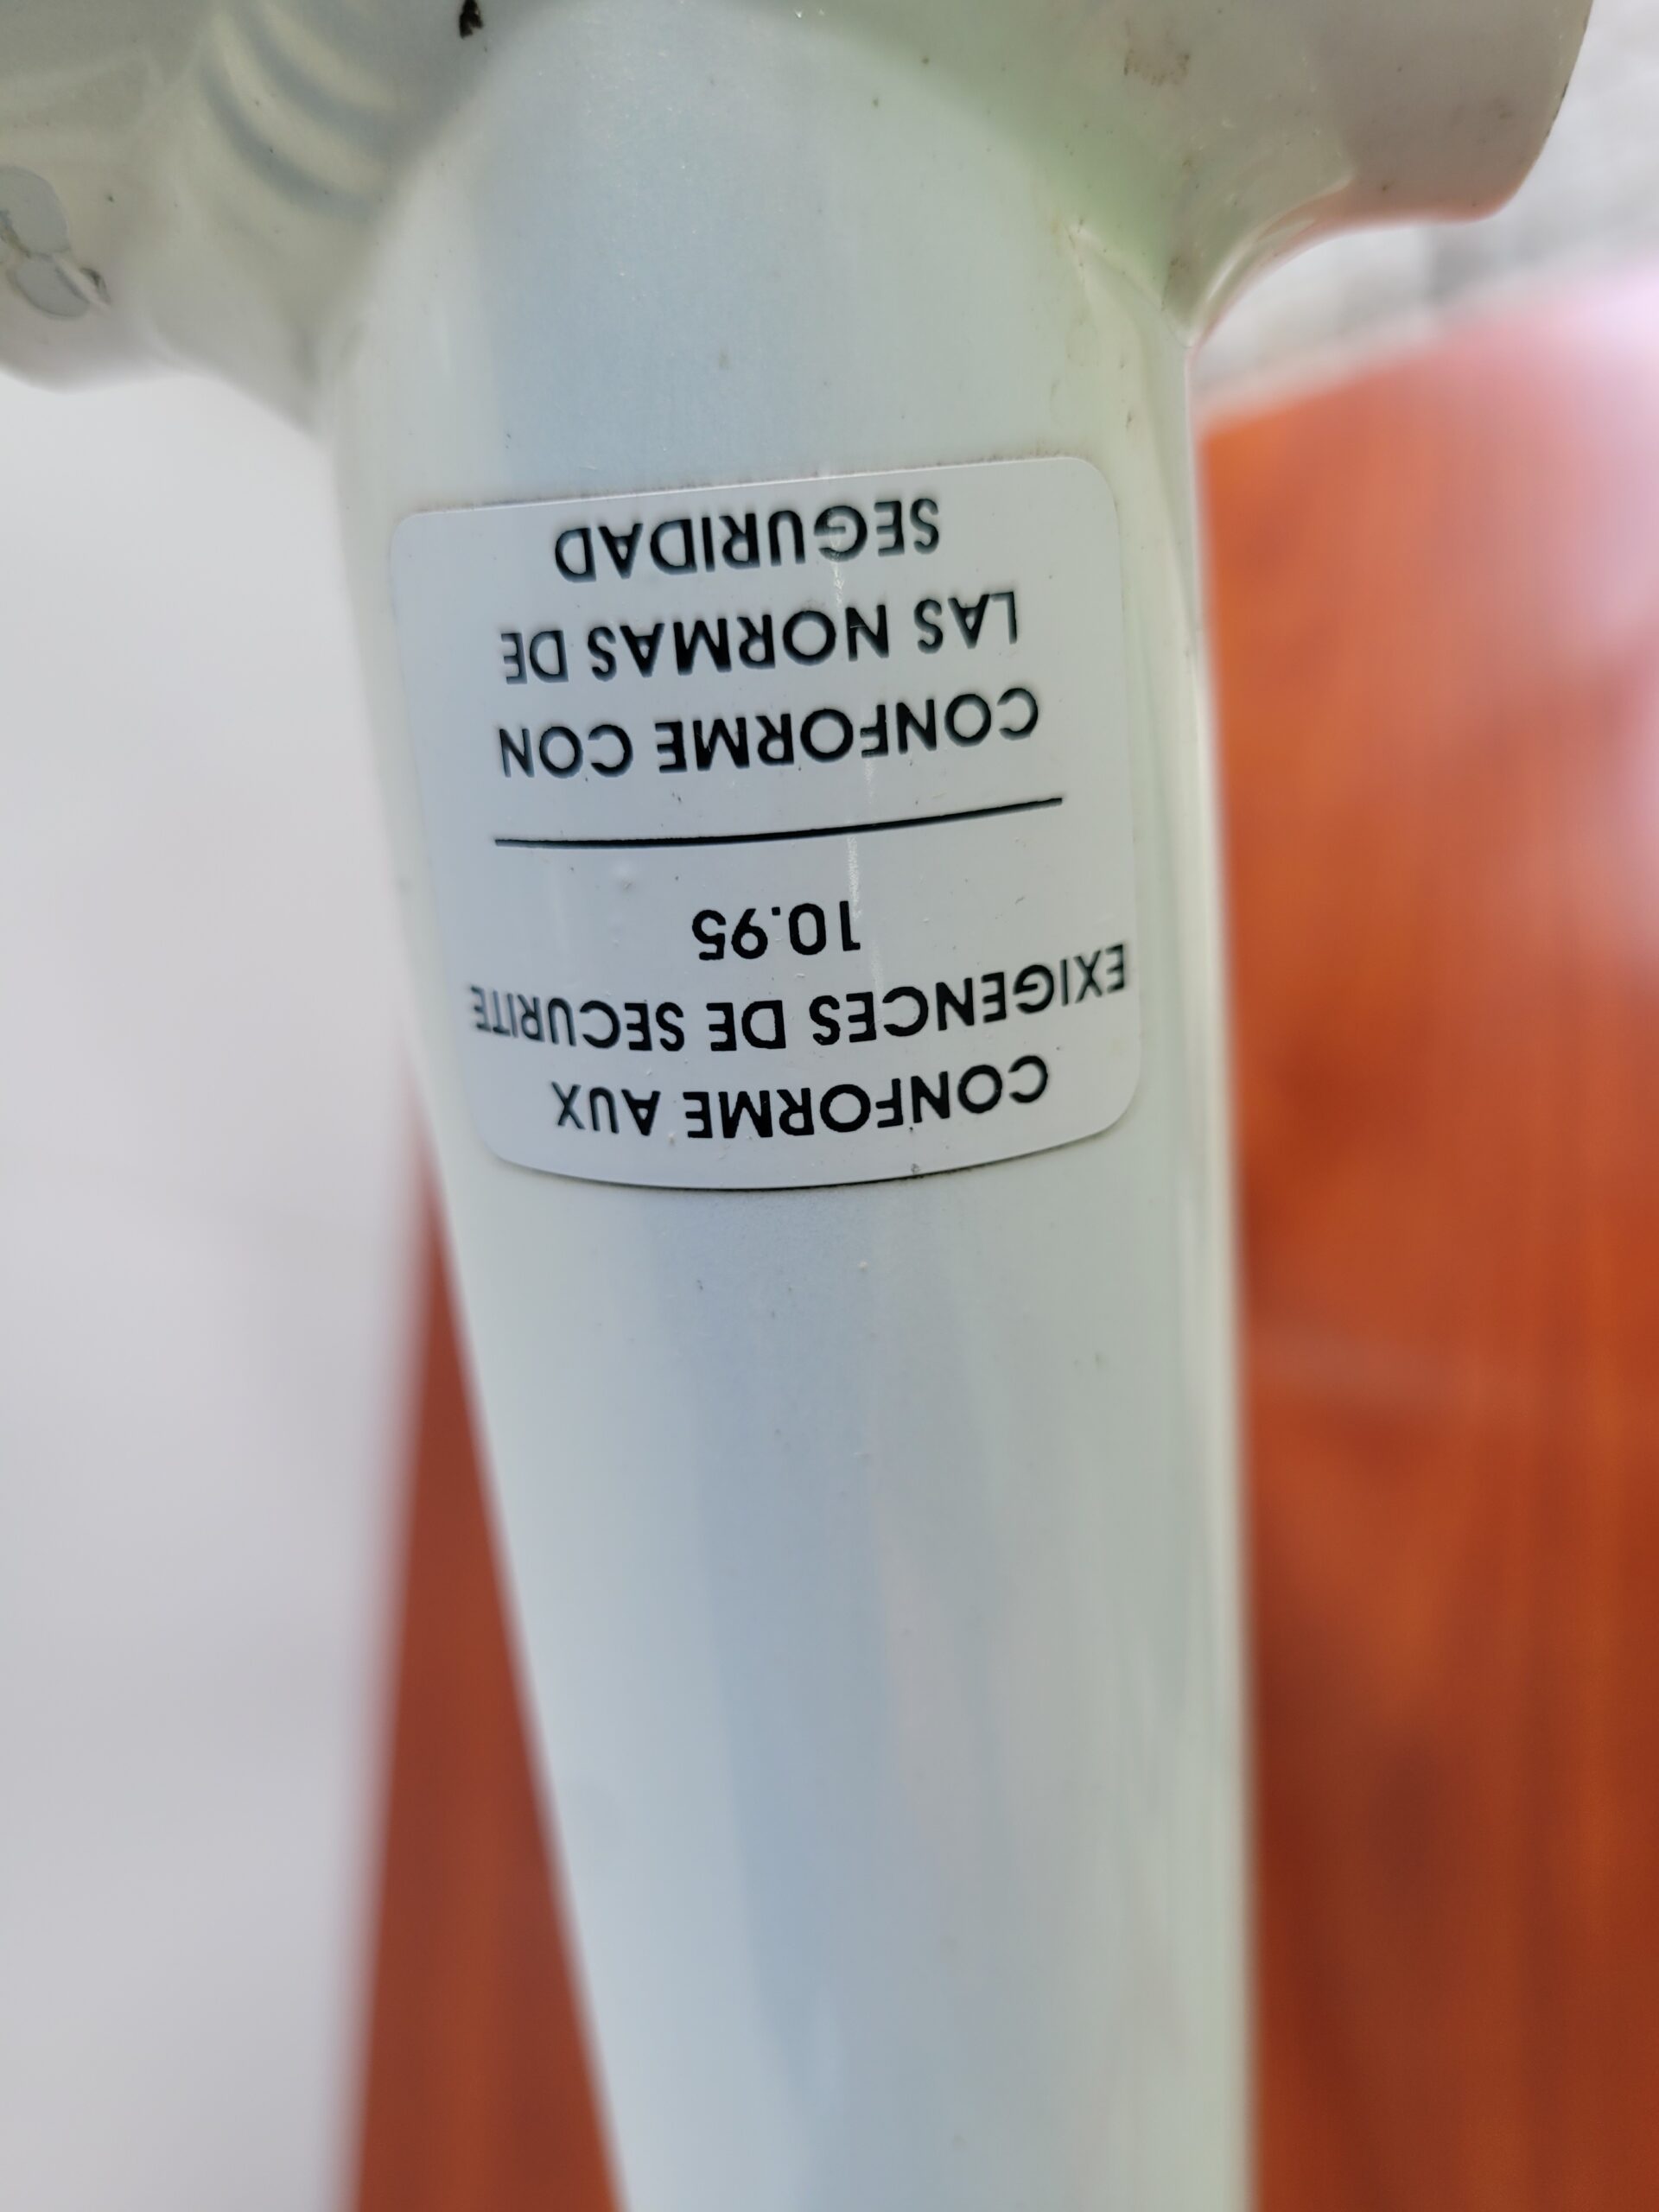 CONFORME AUX
EXIGENCES DE SECURITE
10.95
CONFORME CON
LAS NORMAS DE
SEGURIDAD